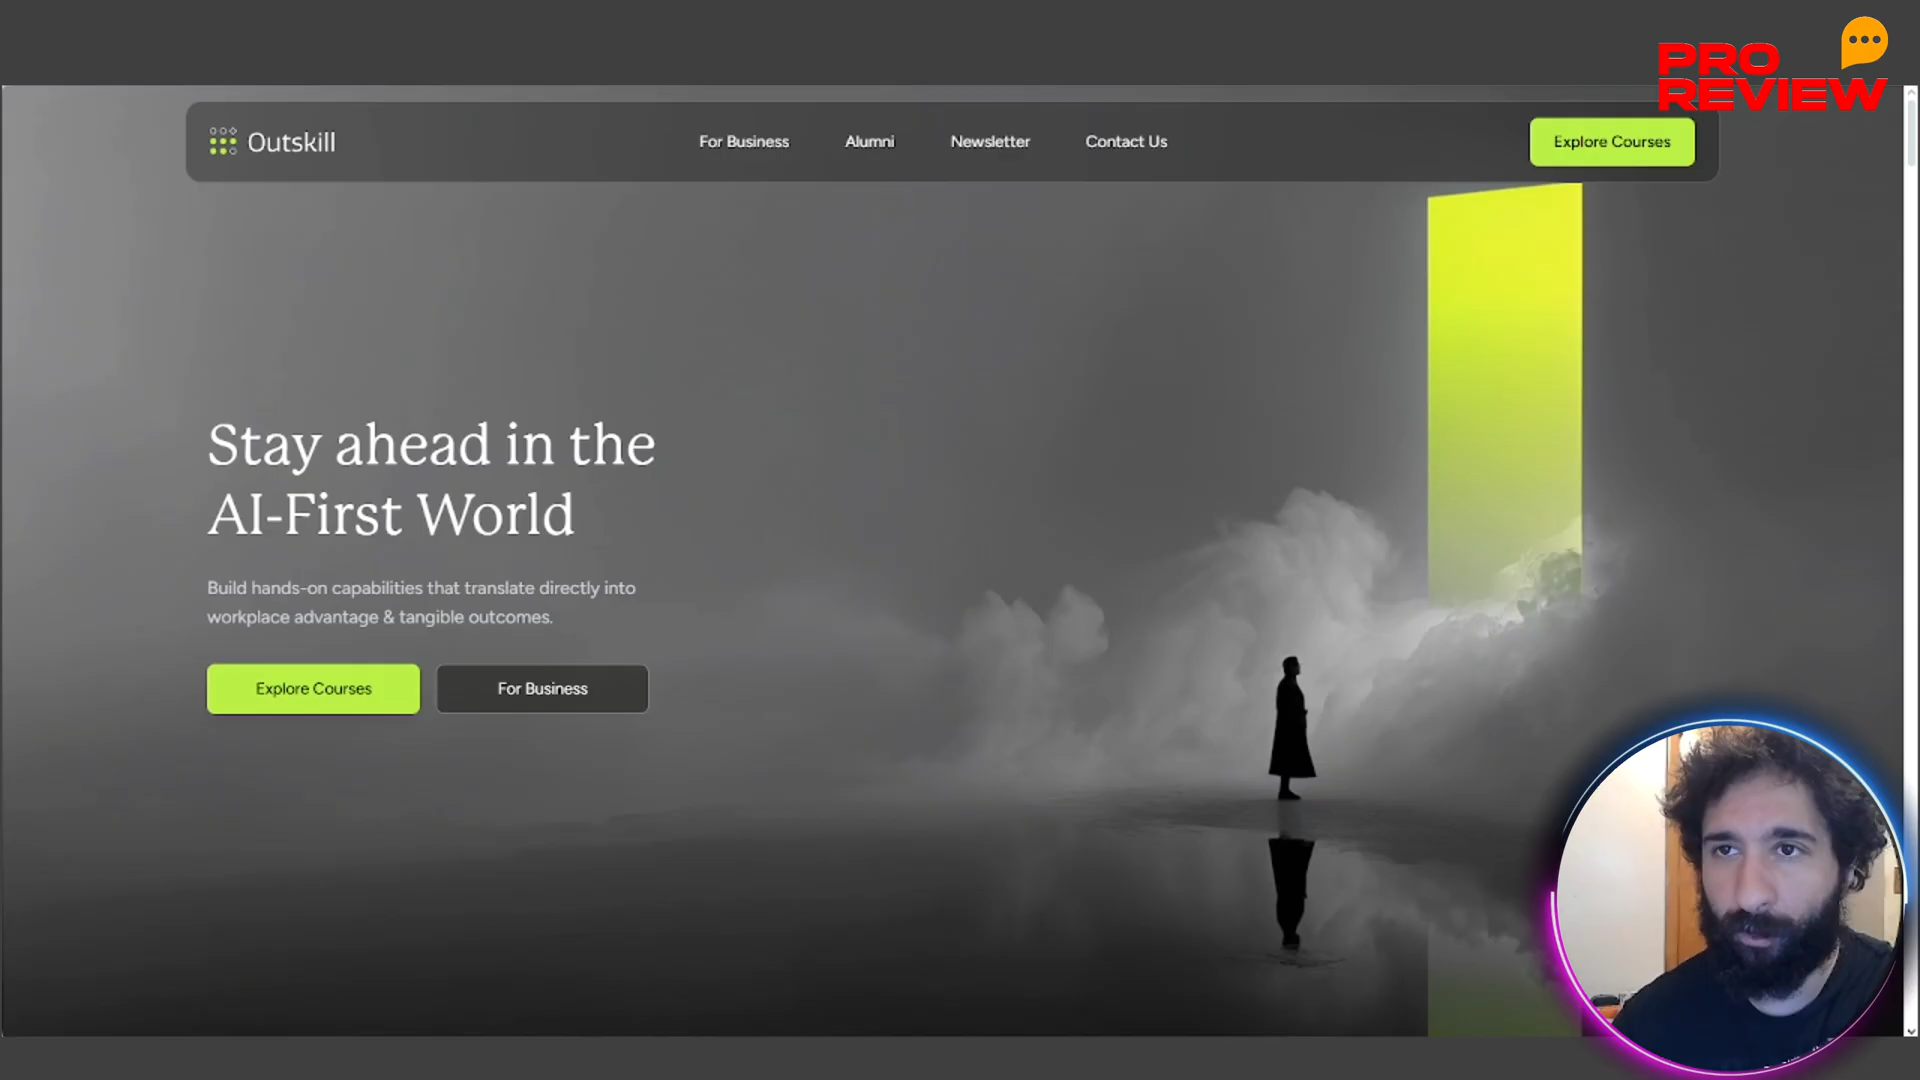 PRO
REVIEW
Outskill
For Business
Alumni
Newsletter
Contact Us
Explore Courses
Stay ahead in the
AI-First World
Build hands-on capabilities that translate directly into
workplace advantage & tangible outcomes.
Explore Courses
For Business